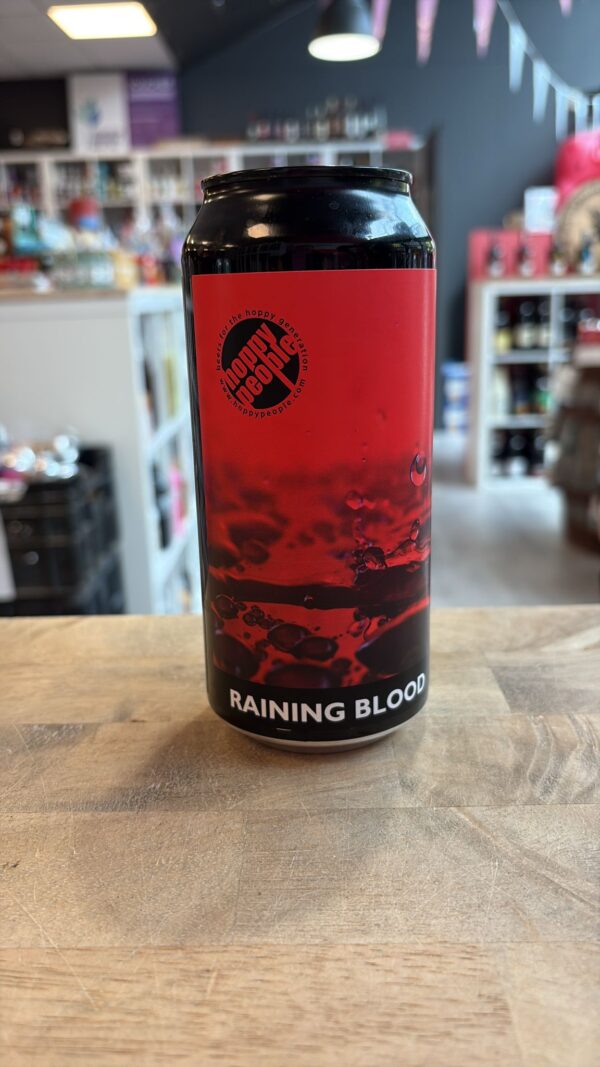 beers for the hoppy generation
hoppy
people
www.hoppypeople.com
RAINING BLOOD